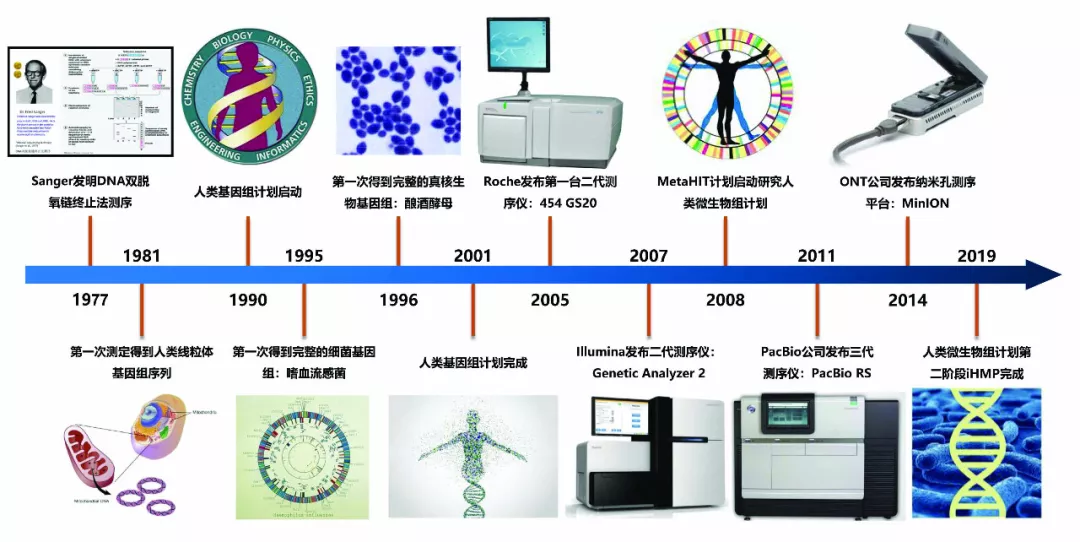 CHEMISTRY BIOLOGY PHYSICS ETHICS INFORMATICS ENGINEERING
Sanger发明DNA双脱
氧链终止法测序
人类基因组计划启动
第一次得到完整的真核生
物基因组：酿酒酵母
Roche发布第一台二代测
序仪：454 GS20
MetaHIT计划启动研究人
类微生物组计划
ONT公司发布纳米孔测序
平台：MinION
1981
1995
2001
2007
2011
2019
1977
1990
1996
2005
2008
2014
第一次测定得到人类线粒体
基因组序列
第一次得到完整的细菌基因
组：嗜血流感菌
人类基因组计划完成
Illumina发布二代测序仪：
Genetic Analyzer 2
PacBio公司发布三代
测序仪：PacBio RS
人类微生物组计划第
二阶段iHMP完成
Mitochondria
Mitochondrial DNA